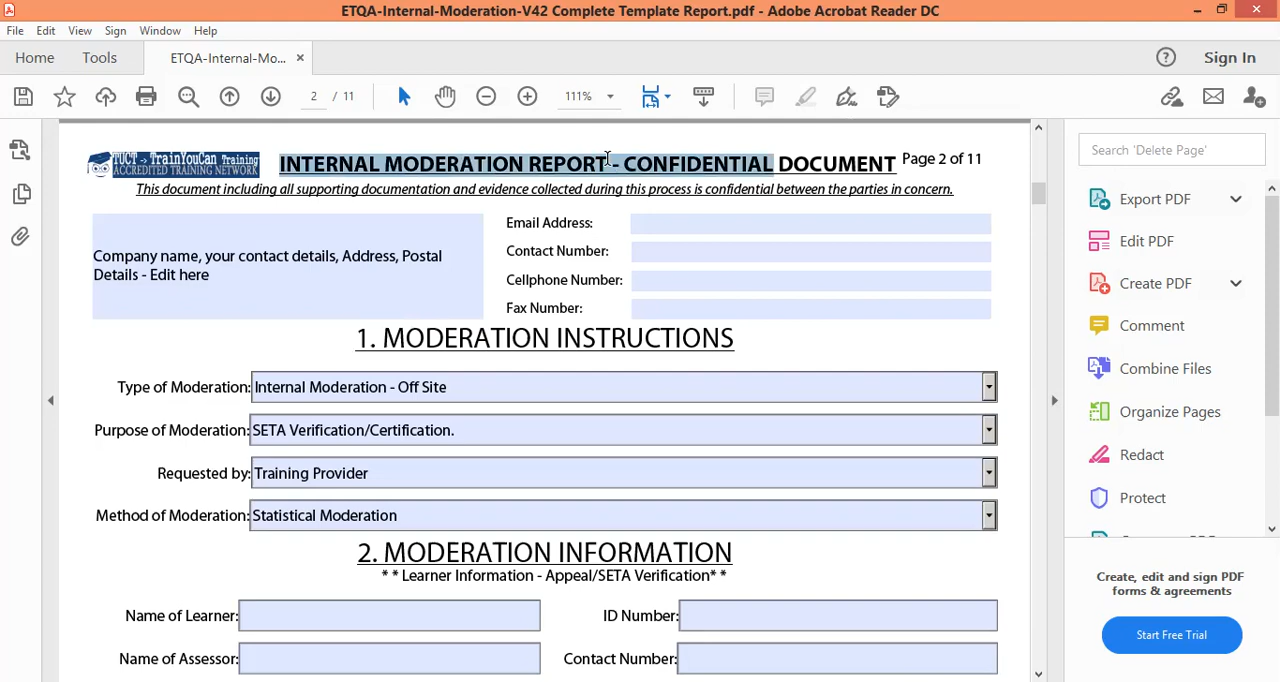 ETQA-Internal-Moderation-V42 Complete Template Report.pdf - Adobe Acrobat Reader DC
File Edit View Sign Window Help
Home Tools ETQA-Internal-Mo... × Sign In
2 / 11 111%
TUCT -> TrainYouCan Training
ACCREDITED TRAINING NETWORK
INTERNAL MODERATION REPORT - CONFIDENTIAL DOCUMENT Page 2 of 11
This document including all supporting documentation and evidence collected during this process is confidential between the parties in concern.
Company name, your contact details, Address, Postal
Details - Edit here
Email Address:
Contact Number:
Cellphone Number:
Fax Number:
1. MODERATION INSTRUCTIONS
Type of Moderation: Internal Moderation - Off Site
Purpose of Moderation: SETA Verification/Certification.
Requested by: Training Provider
Method of Moderation: Statistical Moderation
2. MODERATION INFORMATION
* * Learner Information - Appeal/SETA Verification* *
Name of Learner: ID Number:
Name of Assessor: Contact Number:
Search 'Delete Page'
Export PDF
Edit PDF
Create PDF
Comment
Combine Files
Organize Pages
Redact
Protect
Create, edit and sign PDF
forms & agreements
Start Free Trial